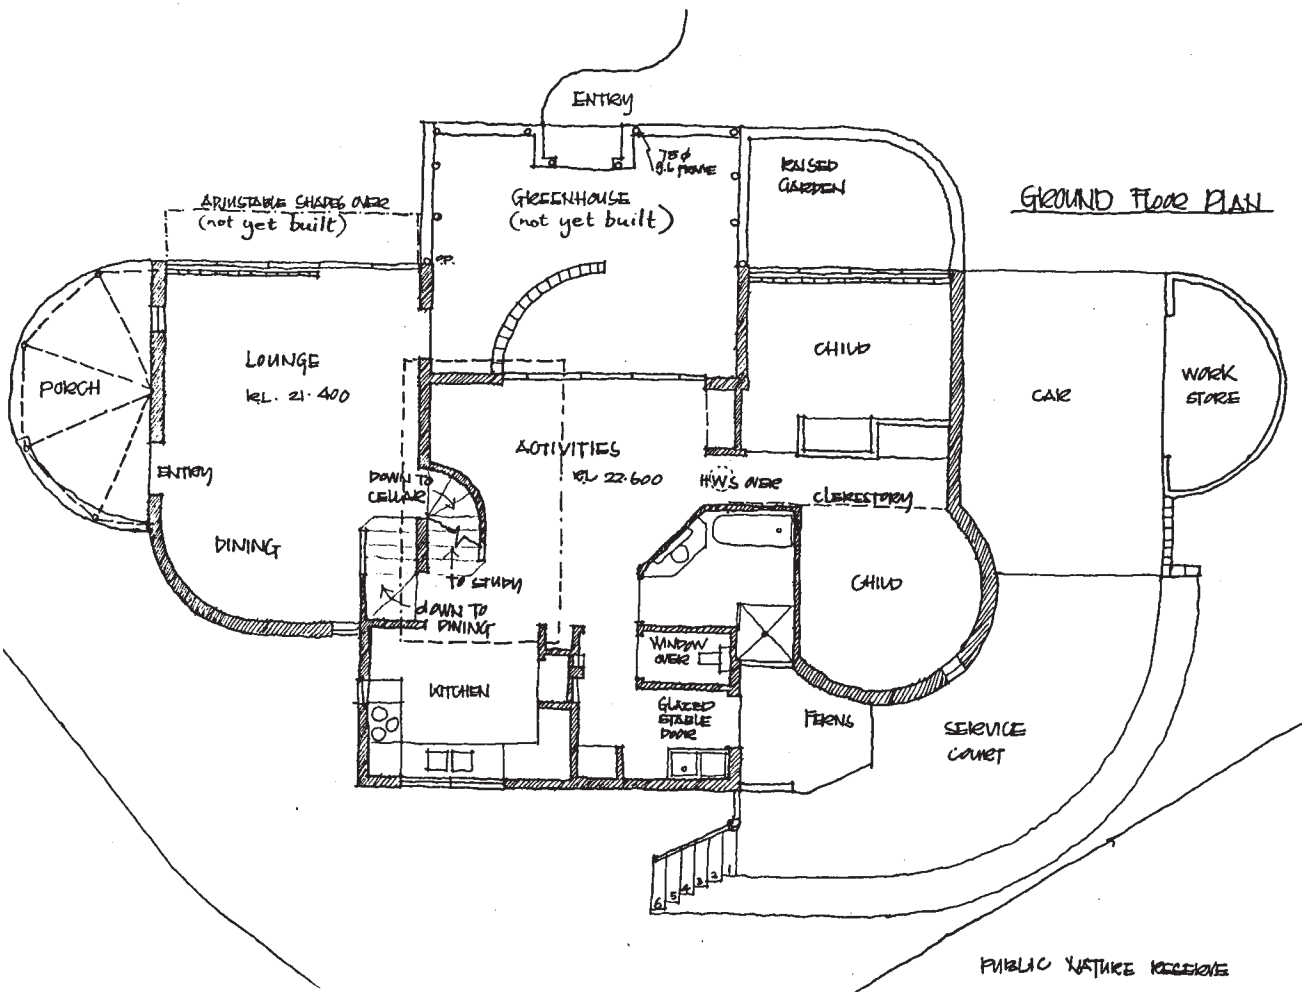 ENTRY
75 φ
G.I. FRAME
RAISED
GARDEN
GROUND FLOOR PLAN
GREENHOUSE
(not yet built)
ADJUSTABLE SHADES OVER
(not yet built)
D.P.
LOUNGE
R.L. 21.400
PORCH
CHILD
CAR
WORK
STORE
ACTIVITIES
RL 22.600
ENTRY
DOWN TO
CELLAR
HWS OVER
CLERESTORY
DINING
TO STUDY
DOWN TO
DINING
CHILD
WINDOW
OVER
KITCHEN
GLAZED
STABLE
DOOR
FERNS
SERVICE
COURT
1
2
3
4
5
6
PUBLIC NATURE RESERVE